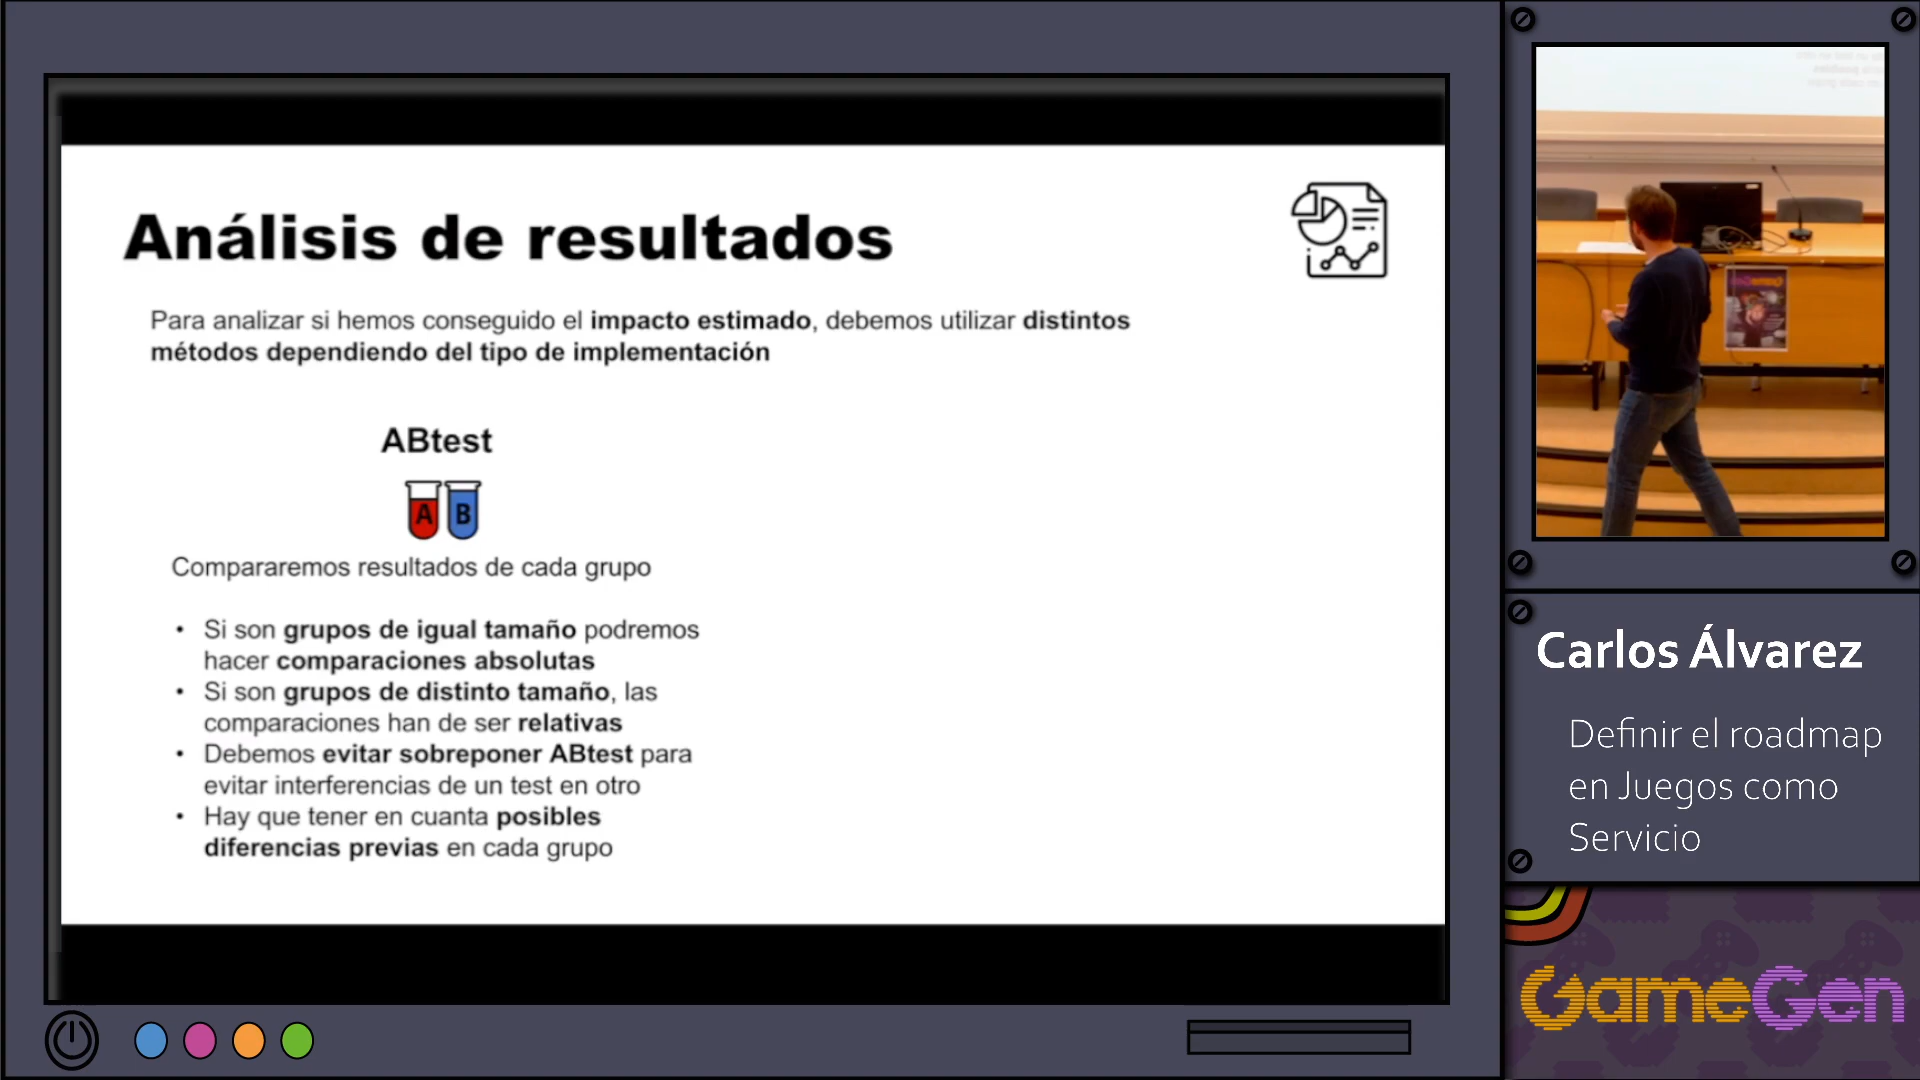 Análisis de resultados
Para analizar si hemos conseguido el impacto estimado, debemos utilizar distintos
métodos dependiendo del tipo de implementación
ABtest
A B
Compararemos resultados de cada grupo
• Si son grupos de igual tamaño podremos
hacer comparaciones absolutas
• Si son grupos de distinto tamaño, las
comparaciones han de ser relativas
• Debemos evitar sobreponer ABtest para
evitar interferencias de un test en otro
• Hay que tener en cuanta posibles
diferencias previas en cada grupo
Carlos Álvarez
Definir el roadmap
en Juegos como
Servicio
GameGen